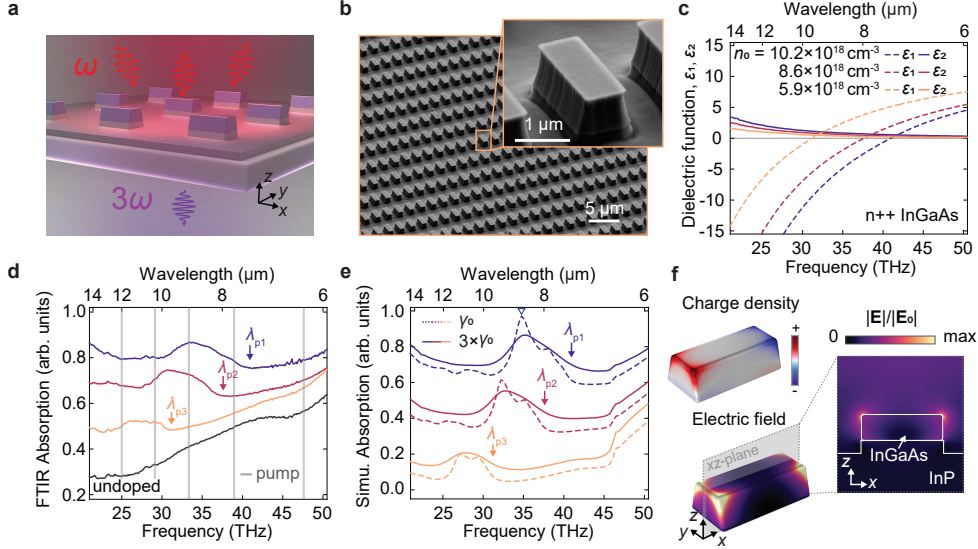 a
ω
3ω
z
y
x
b
1 µm
5 µm
c
Wavelength (µm)
14 12 10 8 6
Dielectric function, ε₁, ε₂
15
10
5
0
-5
-10
-15
n₀ = 10.2×10¹⁸ cm⁻³ ε₁ ε₂
8.6×10¹⁸ cm⁻³ ε₁ ε₂
5.9×10¹⁸ cm⁻³ ε₁ ε₂
n++ InGaAs
25 30 35 40 45 50
Frequency (THz)
d
Wavelength (µm)
14 12 10 8 6
FTIR Absorption (arb. units)
1.0
0.8
0.6
0.4
0.2
λp1
λp2
λp3
undoped
pump
25 30 35 40 45 50
Frequency (THz)
e
Wavelength (µm)
14 12 10 8 6
Simu. Absorption (arb. units)
1.0
0.8
0.6
0.4
0.2
0.0
γ₀
3×γ₀
λp1
λp2
λp3
25 30 35 40 45 50
Frequency (THz)
f
Charge density
+
-
|E|/|E₀|
0 max
Electric field
xz-plane
z
y
x
InGaAs
z
x
InP